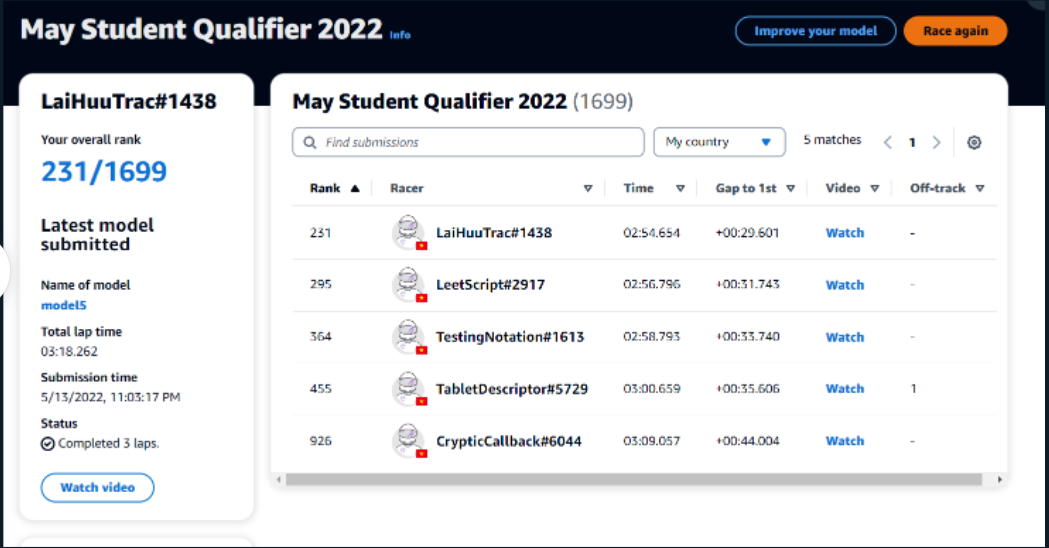 May Student Qualifier 2022 Info
Improve your model
Race again
LaiHuuTrac#1438
Your overall rank
231/1699
Latest model
submitted
Name of model
model5
Total lap time
03:18.262
Submission time
5/13/2022, 11:03:17 PM
Status
Completed 3 laps.
Watch video
May Student Qualifier 2022 (1699)
Find submissions
My country
5 matches
1
Rank Racer Time Gap to 1st Video Off-track
231 LaiHuuTrac#1438 02:54.654 +00:29.601 Watch -
295 LeetScript#2917 02:56.796 +00:31.743 Watch -
364 TestingNotation#1613 02:58.793 +00:33.740 Watch -
455 TabletDescriptor#5729 03:00.659 +00:35.606 Watch 1
926 CrypticCallback#6044 03:09.057 +00:44.004 Watch -